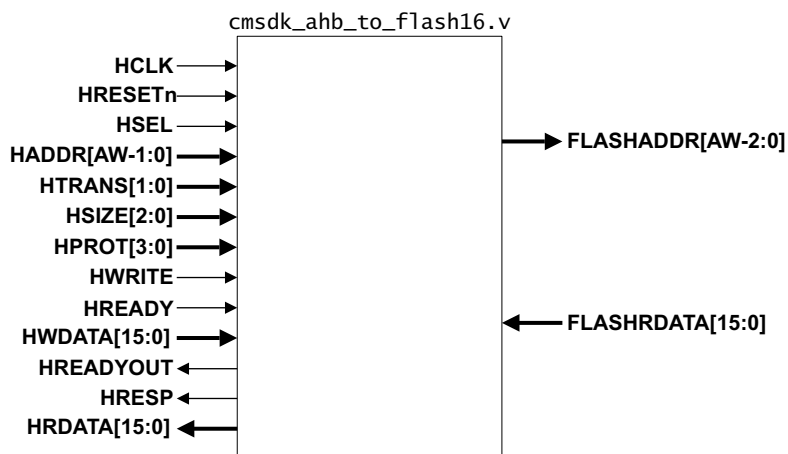 cmsdk_ahb_to_flash16.v
HCLK
HRESETn
HSEL
HADDR[AW-1:0]
HTRANS[1:0]
HSIZE[2:0]
HPROT[3:0]
HWRITE
HREADY
HWDATA[15:0]
HREADYOUT
HRESP
HRDATA[15:0]
FLASHADDR[AW-2:0]
FLASHRDATA[15:0]